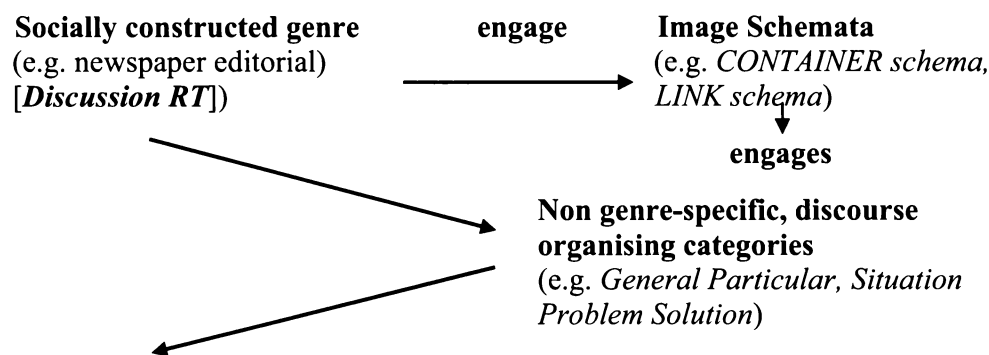 Socially constructed genre
(e.g. newspaper editorial)
[Discussion RT])
engage
Image Schemata
(e.g. CONTAINER schema,
LINK schema)
engages
Non genre-specific, discourse
organising categories
(e.g. General Particular, Situation
Problem Solution)